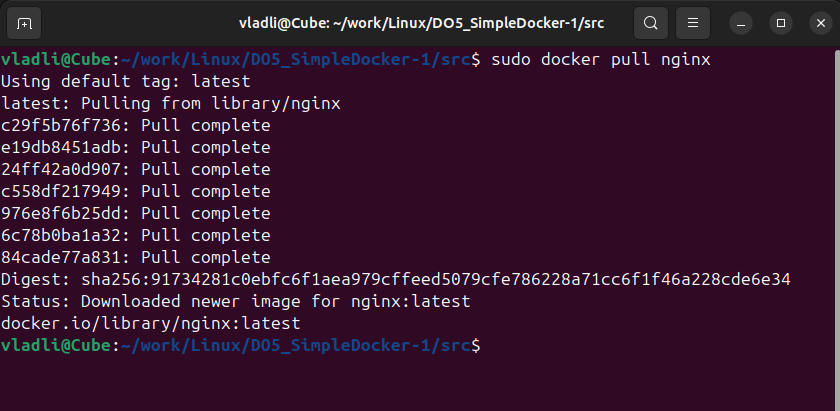 vladli@Cube: ~/work/Linux/DO5_SimpleDocker-1/src
vladli@Cube:~/work/Linux/DO5_SimpleDocker-1/src$ sudo docker pull nginx
Using default tag: latest
latest: Pulling from library/nginx
c29f5b76f736: Pull complete
e19db8451adb: Pull complete
24ff42a0d907: Pull complete
c558df217949: Pull complete
976e8f6b25dd: Pull complete
6c78b0ba1a32: Pull complete
84cade77a831: Pull complete
Digest: sha256:91734281c0ebfc6f1aea979cffeed5079cfe786228a71cc6f1f46a228cde6e34
Status: Downloaded newer image for nginx:latest
docker.io/library/nginx:latest
vladli@Cube:~/work/Linux/DO5_SimpleDocker-1/src$